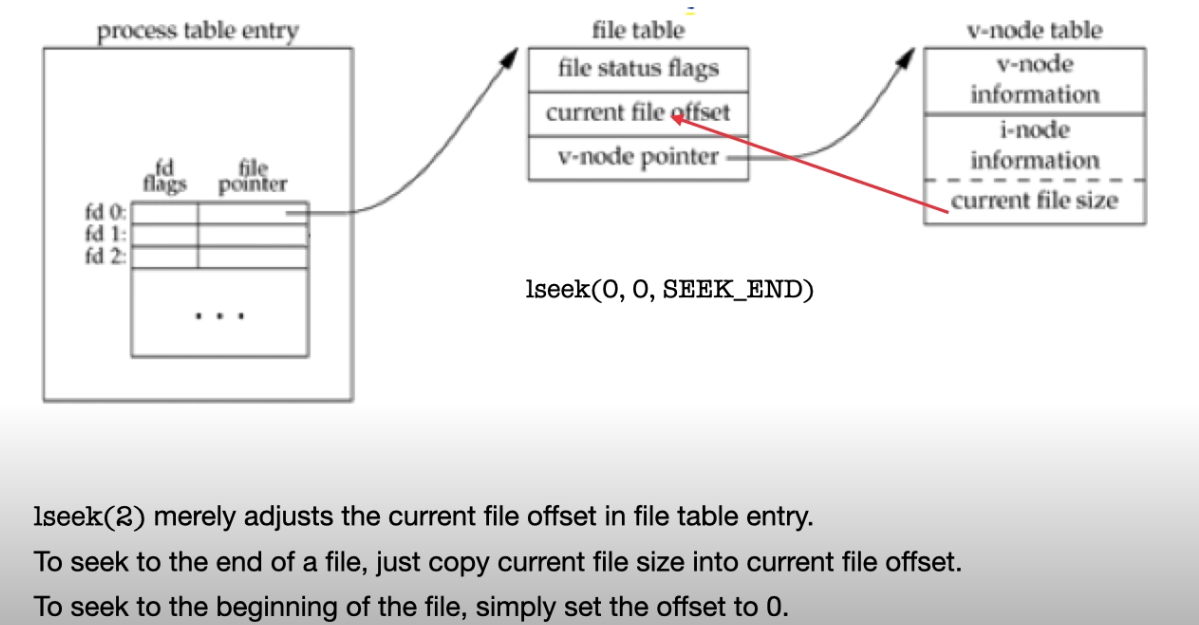 process table entry
file table
v-node table
file status flags
current file offset
v-node pointer
v-node
information
i-node
information
current file size
fd
flags
file
pointer
fd 0:
fd 1:
fd 2:
. . .
lseek(0, 0, SEEK_END)
lseek(2) merely adjusts the current file offset in file table entry.
To seek to the end of a file, just copy current file size into current file offset.
To seek to the beginning of the file, simply set the offset to 0.